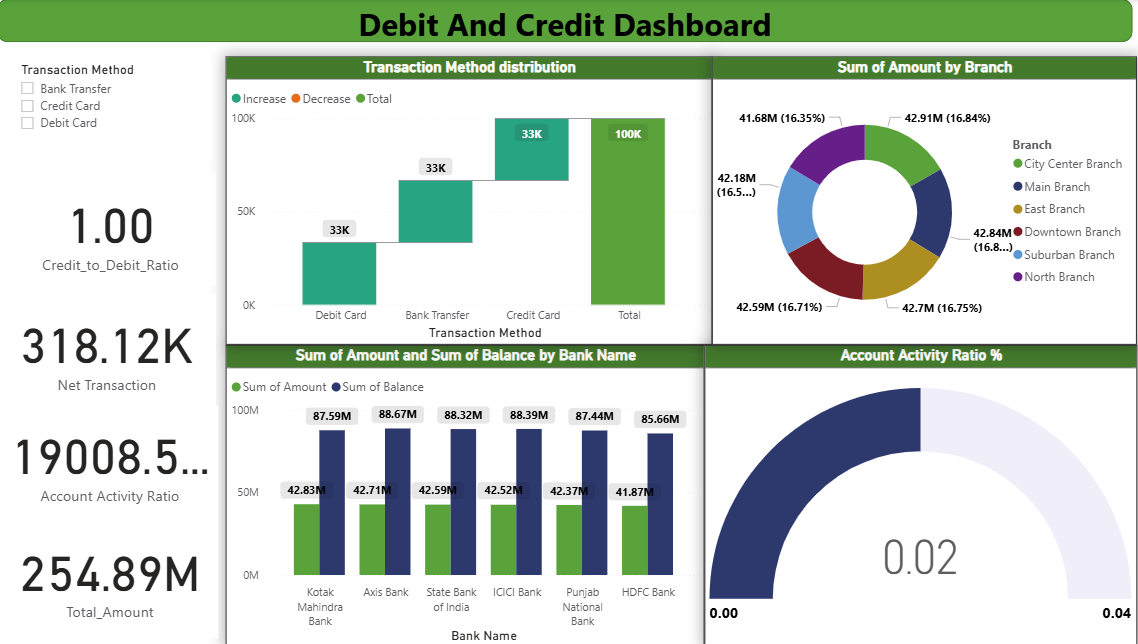 Debit And Credit Dashboard
Transaction Method
Bank Transfer
Credit Card
Debit Card
1.00
Credit_to_Debit_Ratio
318.12K
Net Transaction
19008.5...
Account Activity Ratio
254.89M
Total_Amount
Transaction Method distribution
Increase Decrease Total
100K
50K
0K
33K
33K
33K
100K
Debit Card
Bank Transfer
Credit Card
Total
Transaction Method
Sum of Amount by Branch
41.68M (16.35%)
42.91M (16.84%)
42.18M
(16.5...)
42.84M
(16.8...)
42.59M (16.71%)
42.7M (16.75%)
Branch
City Center Branch
Main Branch
East Branch
Downtown Branch
Suburban Branch
North Branch
Sum of Amount and Sum of Balance by Bank Name
Sum of Amount Sum of Balance
100M
50M
0M
87.59M
88.67M
88.32M
88.39M
87.44M
85.66M
42.83M
42.71M
42.59M
42.52M
42.37M
41.87M
Kotak
Mahindra
Bank
Axis Bank
State Bank
of India
ICICI Bank
Punjab
National
Bank
HDFC Bank
Bank Name
Account Activity Ratio %
0.02
0.00
0.04